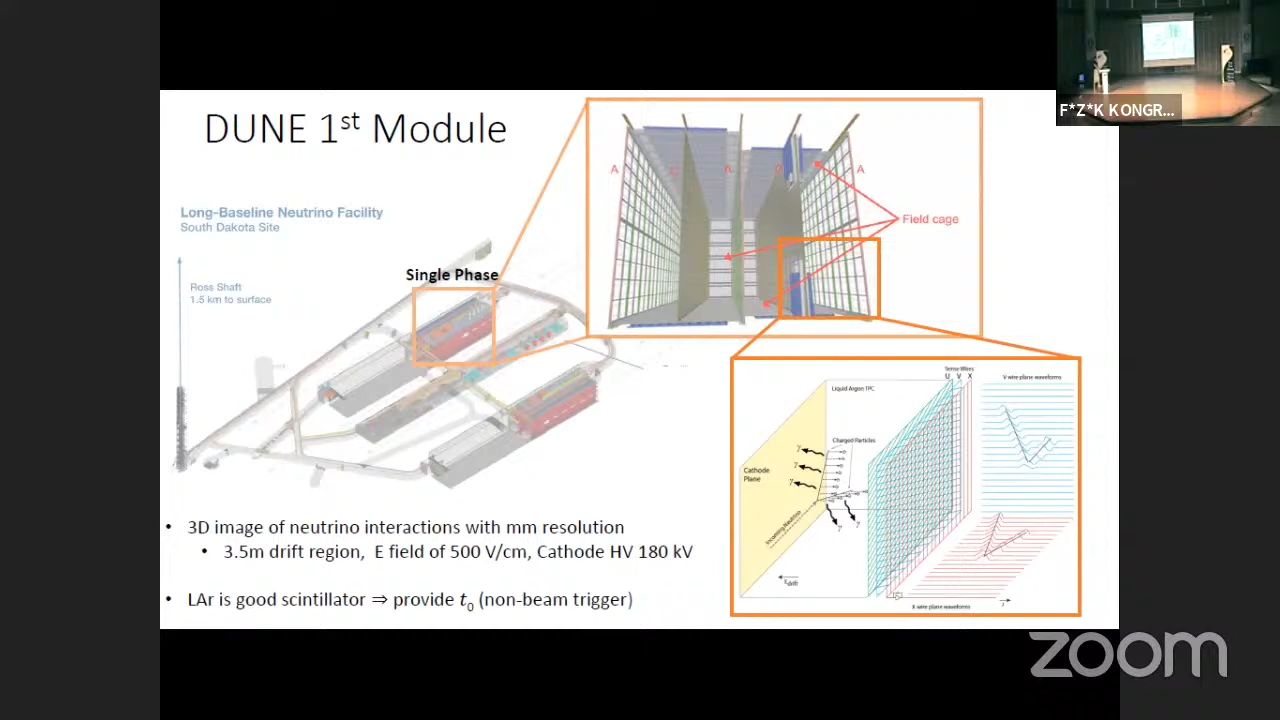 F*Z*K KONGR...
DUNE 1st Module
Long-Baseline Neutrino Facility
South Dakota Site
Ross Shaft
1.5 km to surface
Single Phase
A
A
Field cage
Sense Wires
U V X
V wire plane waveforms
Liquid Argon TPC
Charged Particles
Cathode
Plane
Incoming Neutrino
Edrift
X wire plane waveforms
t
• 3D image of neutrino interactions with mm resolution
• 3.5m drift region, E field of 500 V/cm, Cathode HV 180 kV
• LAr is good scintillator ⇒ provide t0 (non-beam trigger)
zoom